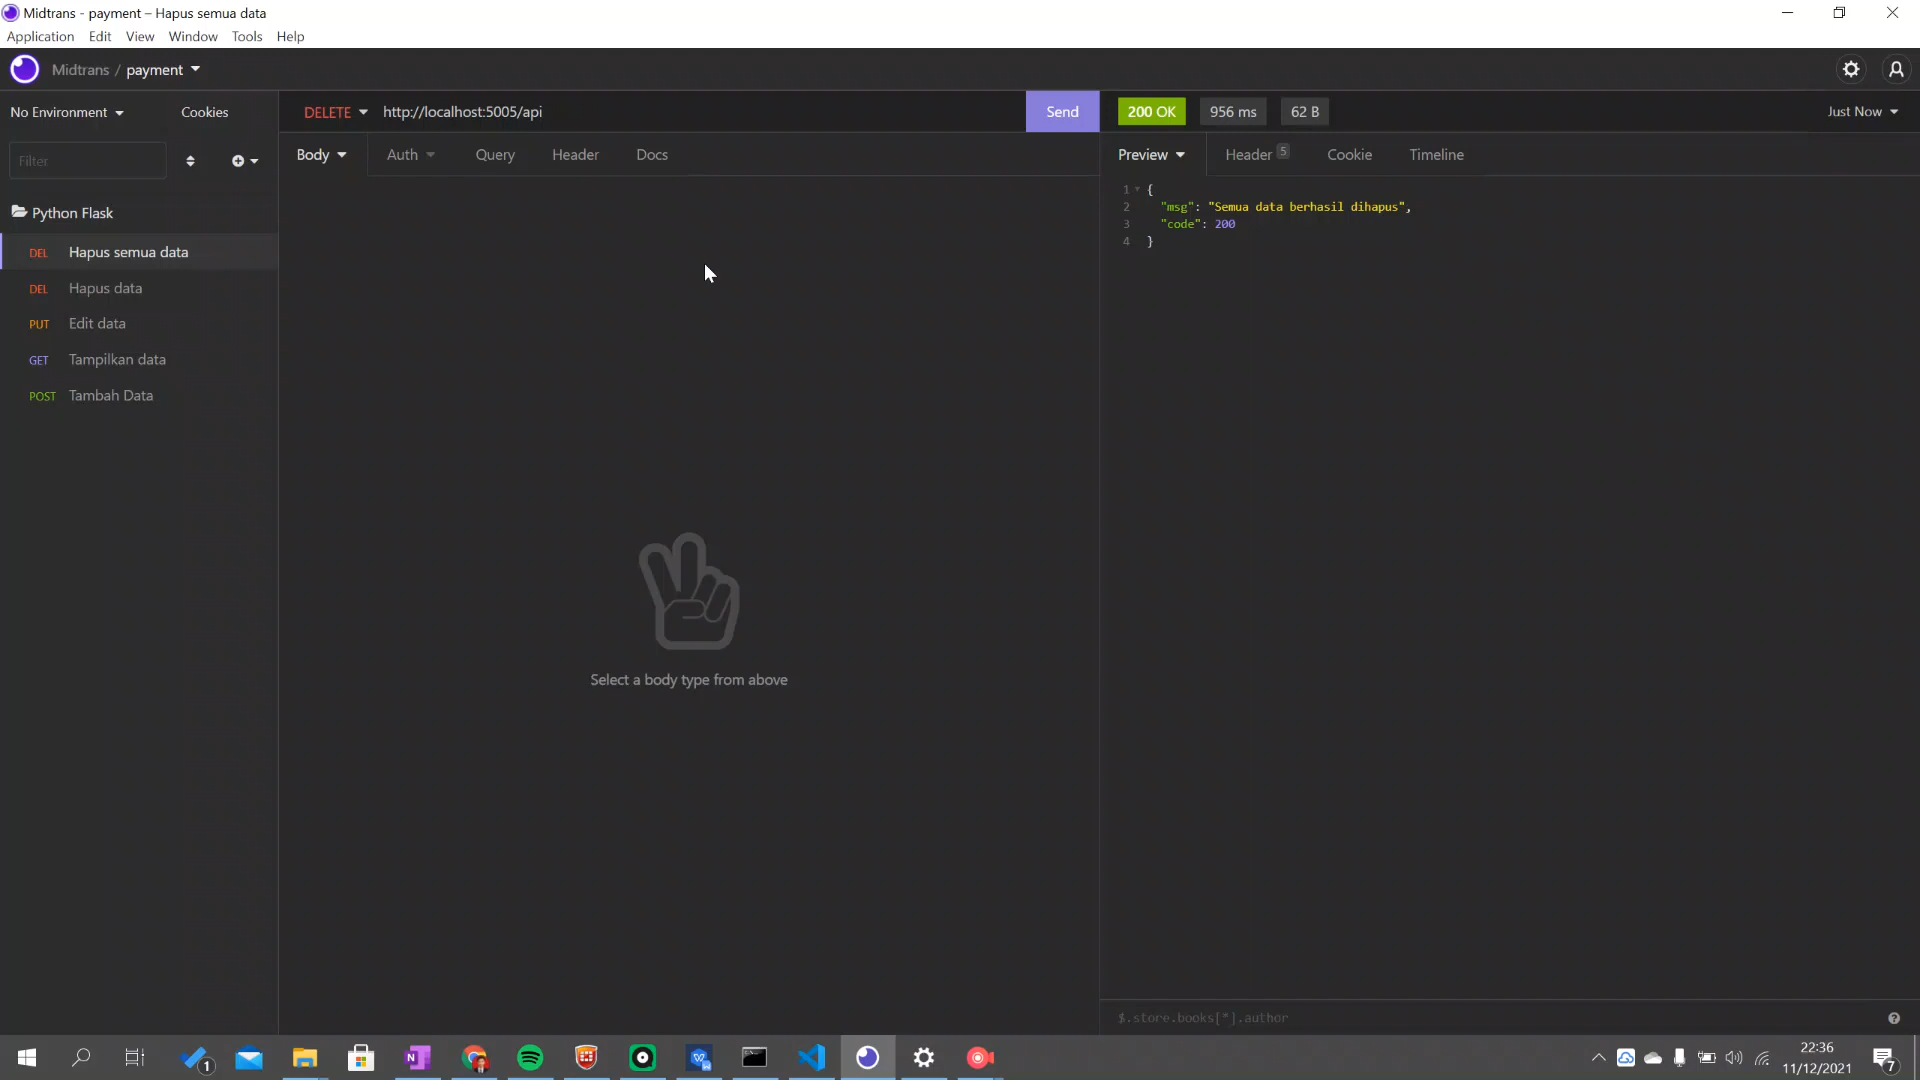 Midtrans - payment – Hapus semua data
Application Edit View Window Tools Help
Midtrans / payment
No Environment Cookies
DELETE http://localhost:5005/api Send
200 OK 956 ms 62 B Just Now
Filter
Body Auth Query Header Docs
Preview Header 5 Cookie Timeline
Python Flask
DEL Hapus semua data
DEL Hapus data
PUT Edit data
GET Tampilkan data
POST Tambah Data
Select a body type from above
1 {
2 "msg": "Semua data berhasil dihapus",
3 "code": 200
4 }
$.store.books[*].author
1
N
W
22:36
11/12/2021
7